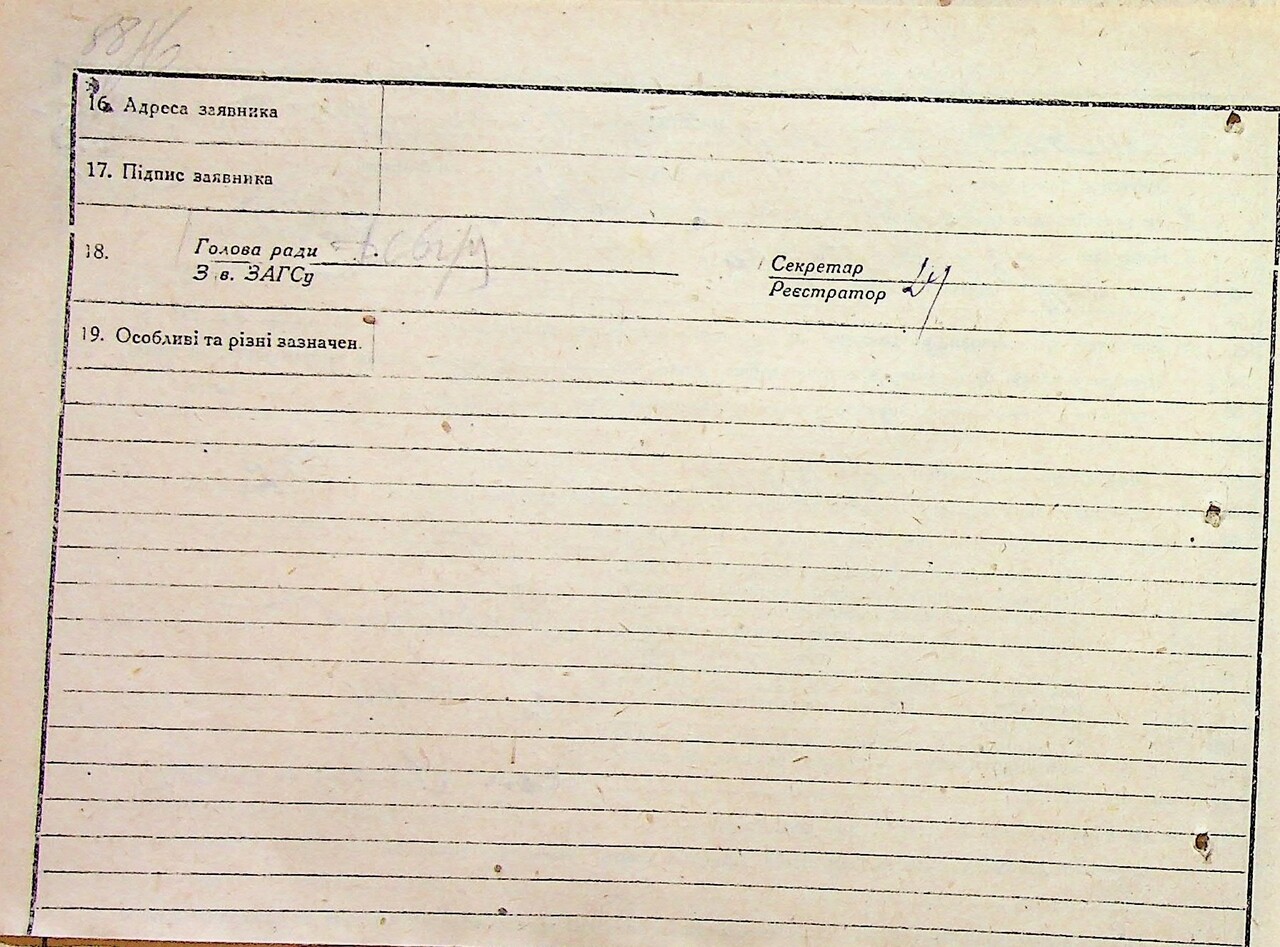 16. Адреса заявника
17. Підпис заявника
18. Голова ради
З в. ЗАГСу
Секретар
Реєстратор
19. Особливі та різні зазначен.